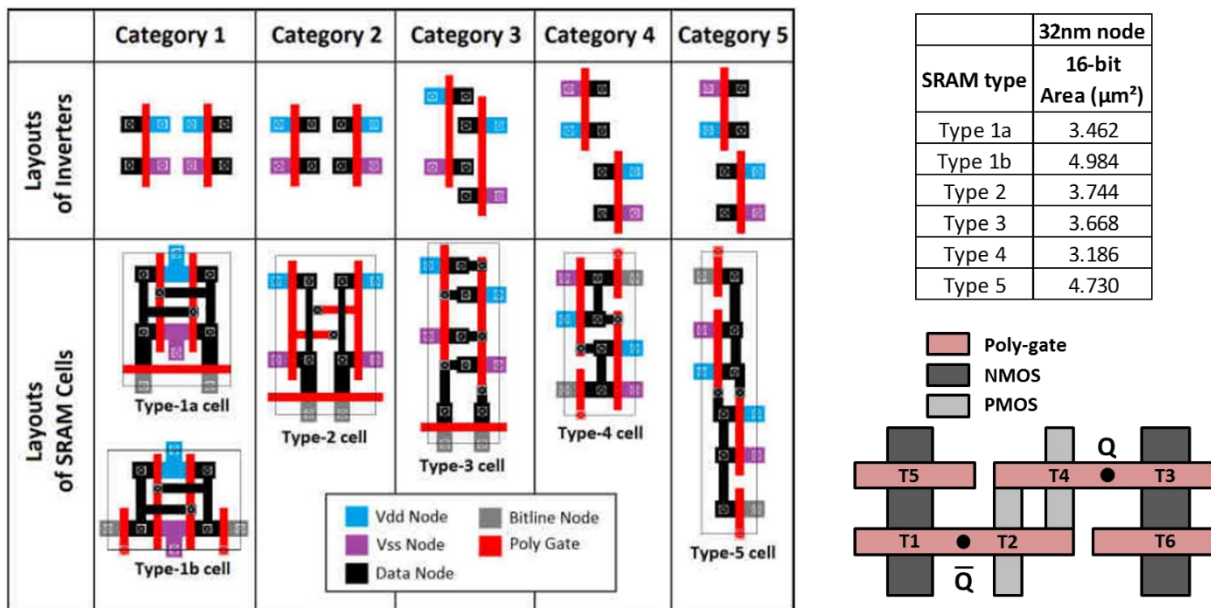 Category 1 Category 2 Category 3 Category 4 Category 5
Layouts
of Inverters
Layouts
of SRAM Cells
Type-1a cell
Type-1b cell
Type-2 cell
Type-3 cell
Type-4 cell
Type-5 cell
Vdd Node
Vss Node
Data Node
Bitline Node
Poly Gate
32nm node
SRAM type 16-bit
Area (μm²)
Type 1a 3.462
Type 1b 4.984
Type 2 3.744
Type 3 3.668
Type 4 3.186
Type 5 4.730
Poly-gate
NMOS
PMOS
Q
T5 T4 T3
T1 T2 T6
Q̅